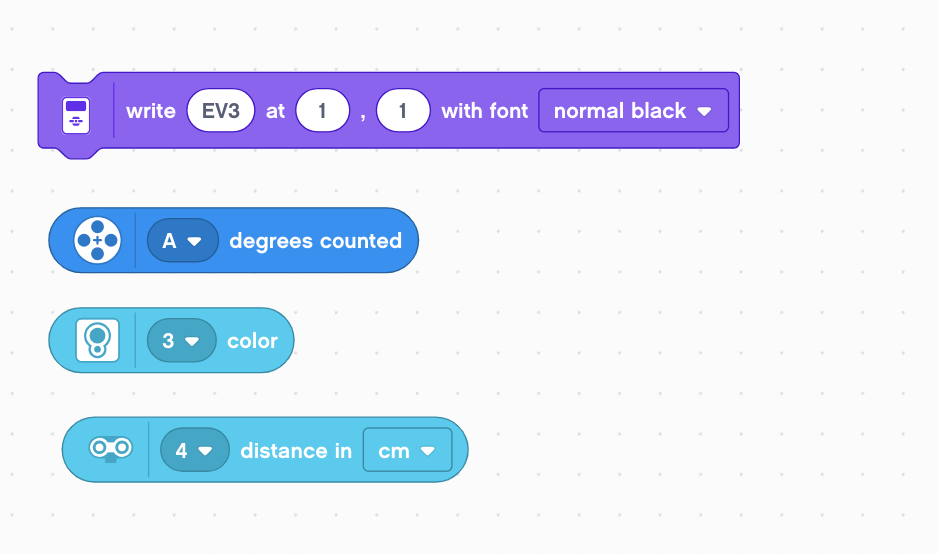 write EV3 at 1 , 1 with font normal black
A degrees counted
3 color
4 distance in cm